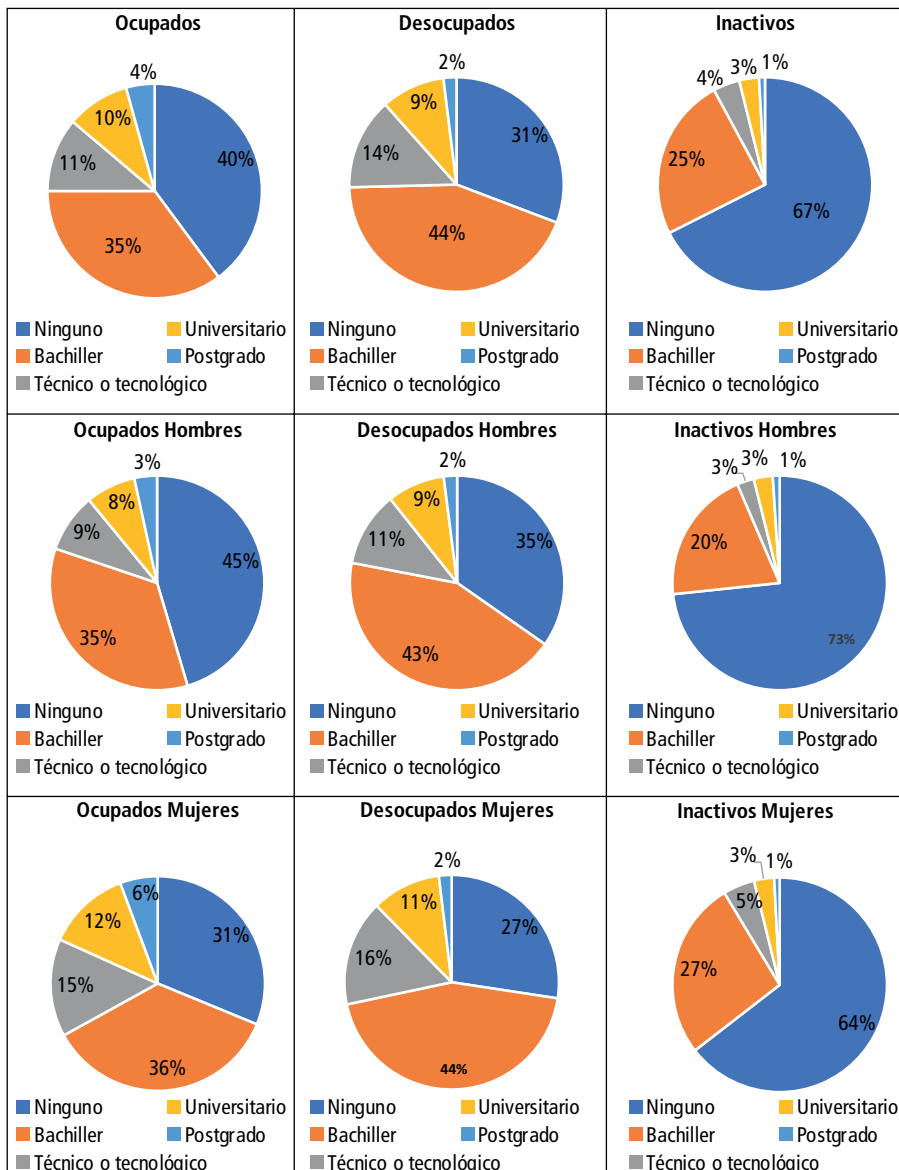 Ocupados
4%
10%
11%
40%
35%
Ninguno Universitario
Bachiller Postgrado
Técnico o tecnológico
Desocupados
2%
9%
31%
14%
44%
Ninguno Universitario
Bachiller Postgrado
Técnico o tecnológico
Inactivos
3% 1%
4%
25%
67%
Ninguno Universitario
Bachiller Postgrado
Técnico o tecnológico
Ocupados Hombres
3%
8%
9%
45%
35%
Ninguno Universitario
Bachiller Postgrado
Técnico o tecnológico
Desocupados Hombres
2%
9%
11%
35%
43%
Ninguno Universitario
Bachiller Postgrado
Técnico o tecnológico
Inactivos Hombres
3% 3% 1%
20%
73%
Ninguno Universitario
Bachiller Postgrado
Técnico o tecnológico
Ocupados Mujeres
6%
12%
31%
15%
36%
Ninguno Universitario
Bachiller Postgrado
Técnico o tecnológico
Desocupados Mujeres
2%
11%
27%
16%
44%
Ninguno Universitario
Bachiller Postgrado
Técnico o tecnológico
Inactivos Mujeres
3% 1%
5%
27%
64%
Ninguno Universitario
Bachiller Postgrado
Técnico o tecnológico